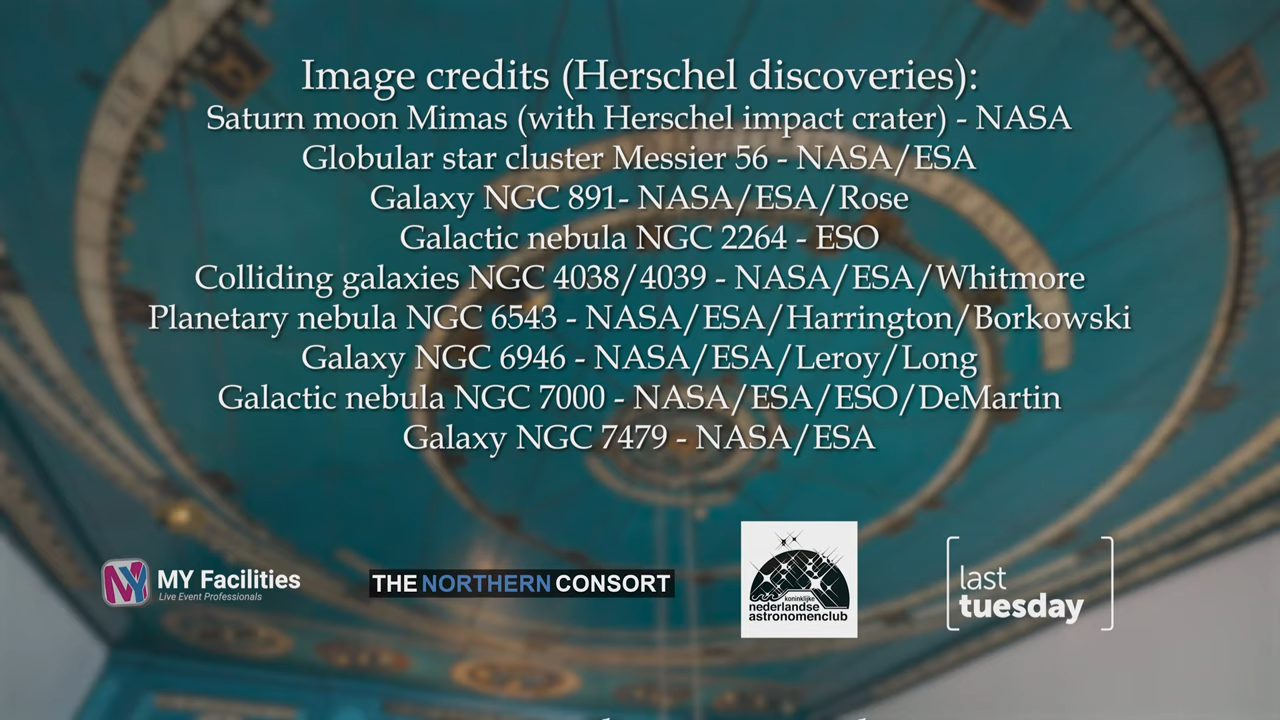 Image credits (Herschel discoveries):
Saturn moon Mimas (with Herschel impact crater) - NASA
Globular star cluster Messier 56 - NASA/ESA
Galaxy NGC 891- NASA/ESA/Rose
Galactic nebula NGC 2264 - ESO
Colliding galaxies NGC 4038/4039 - NASA/ESA/Whitmore
Planetary nebula NGC 6543 - NASA/ESA/Harrington/Borkowski
Galaxy NGC 6946 - NASA/ESA/Leroy/Long
Galactic nebula NGC 7000 - NASA/ESA/ESO/DeMartin
Galaxy NGC 7479 - NASA/ESA
MY Facilities
Live Event Professionals
THE NORTHERN CONSORT
koninklijke
nederlandse
astronomenclub
last
tuesday